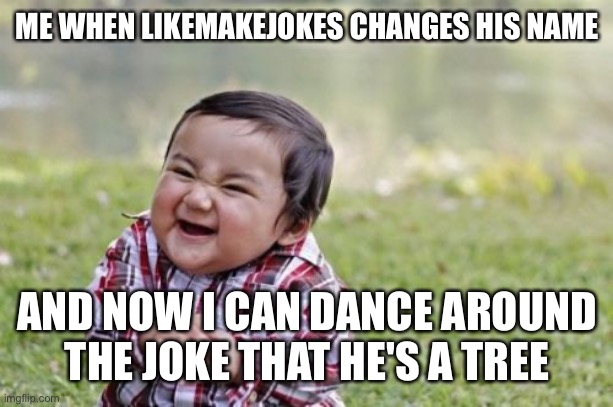 ME WHEN LIKEMAKEJOKES CHANGES HIS NAME
AND NOW I CAN DANCE AROUND
THE JOKE THAT HE'S A TREE
imgflip.com